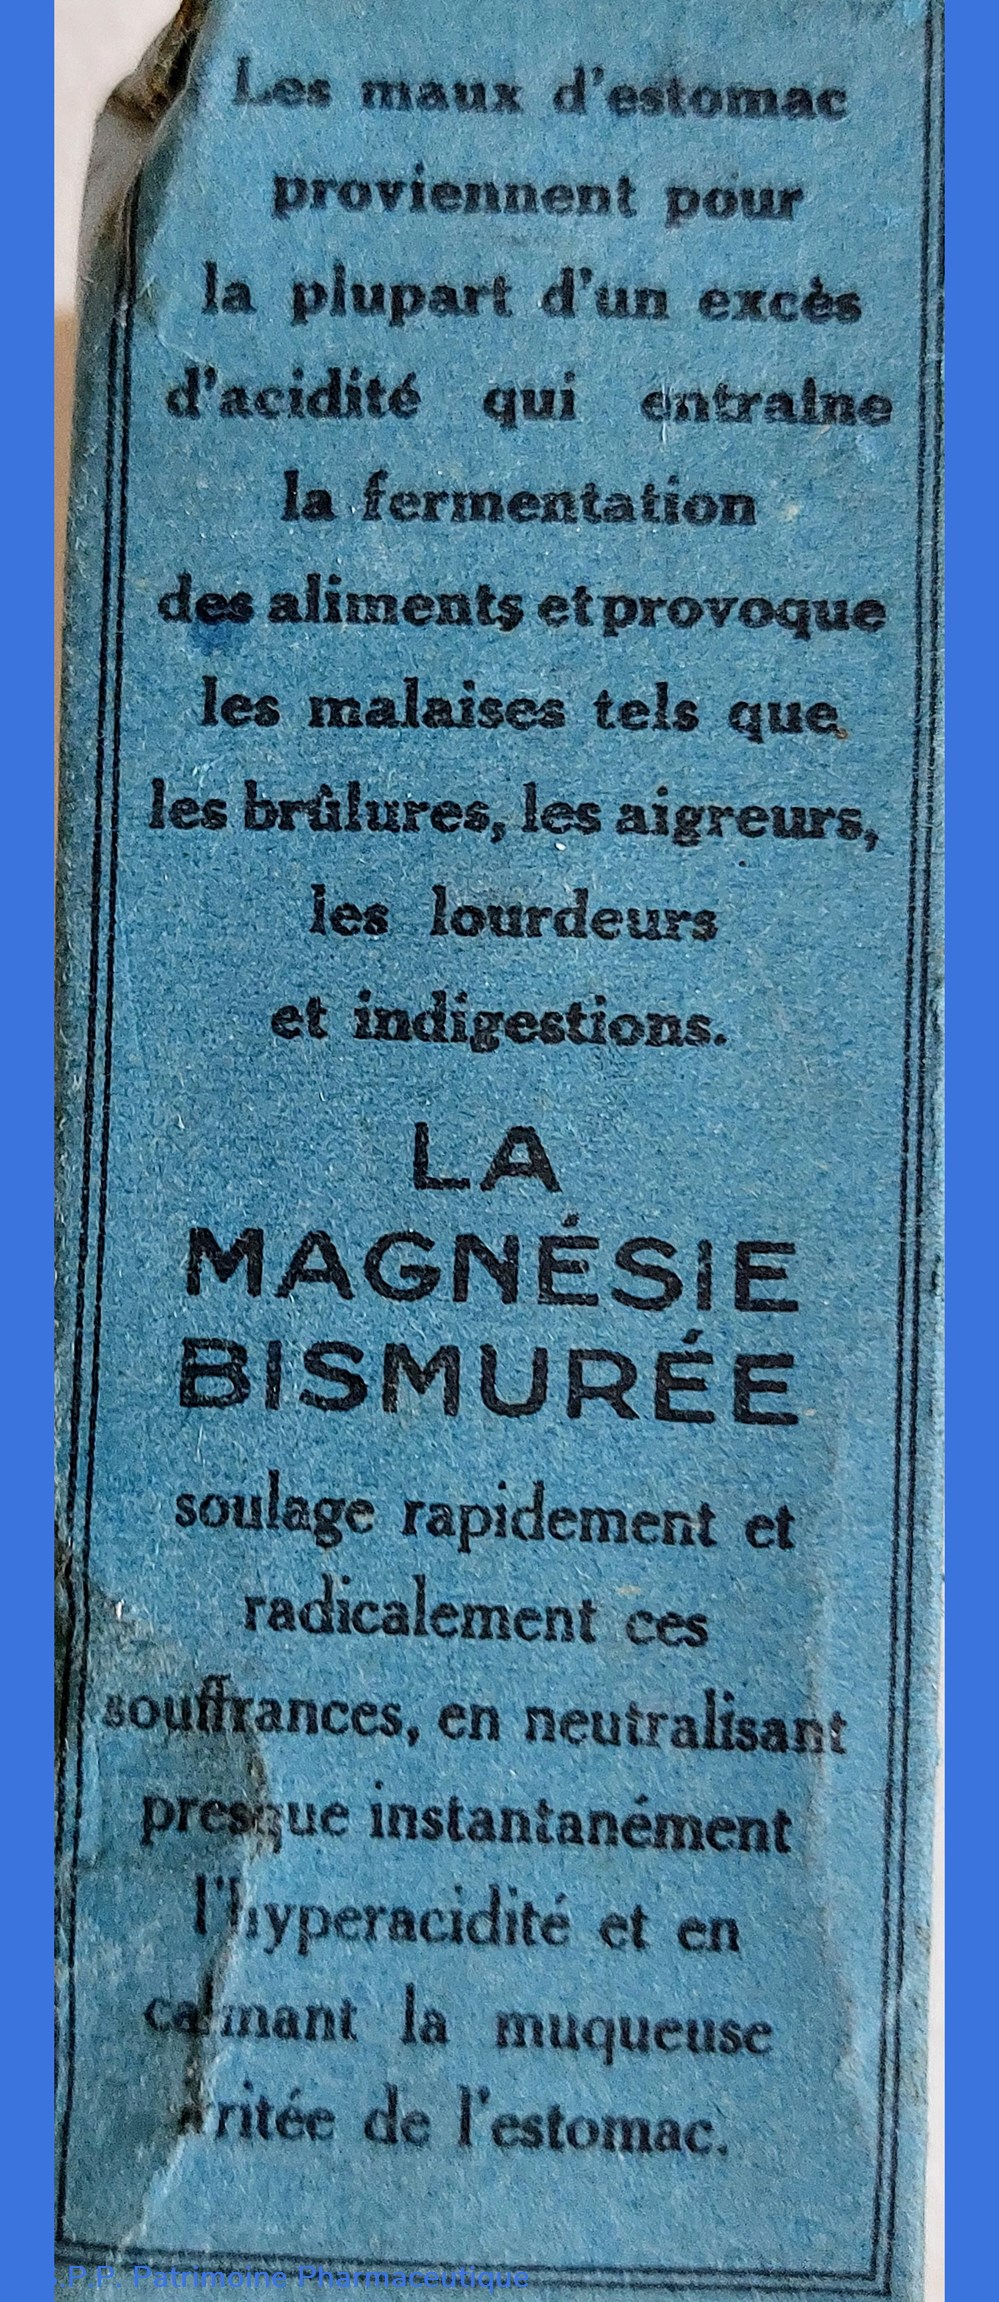 Les maux d'estomac
proviennent pour
la plupart d'un excès
d'acidité qui entraine
la fermentation
des aliments et provoque
les malaises tels que
les brûlures, les aigreurs,
les lourdeurs
et indigestions.
LA
MAGNÉSIE
BISMURÉE
soulage rapidement et
radicalement ces
souffrances, en neutralisant
presque instantanément
l'hyperacidité et en
calmant la muqueuse
irritée de l'estomac.
P.P. Patrimoine Pharmaceutique